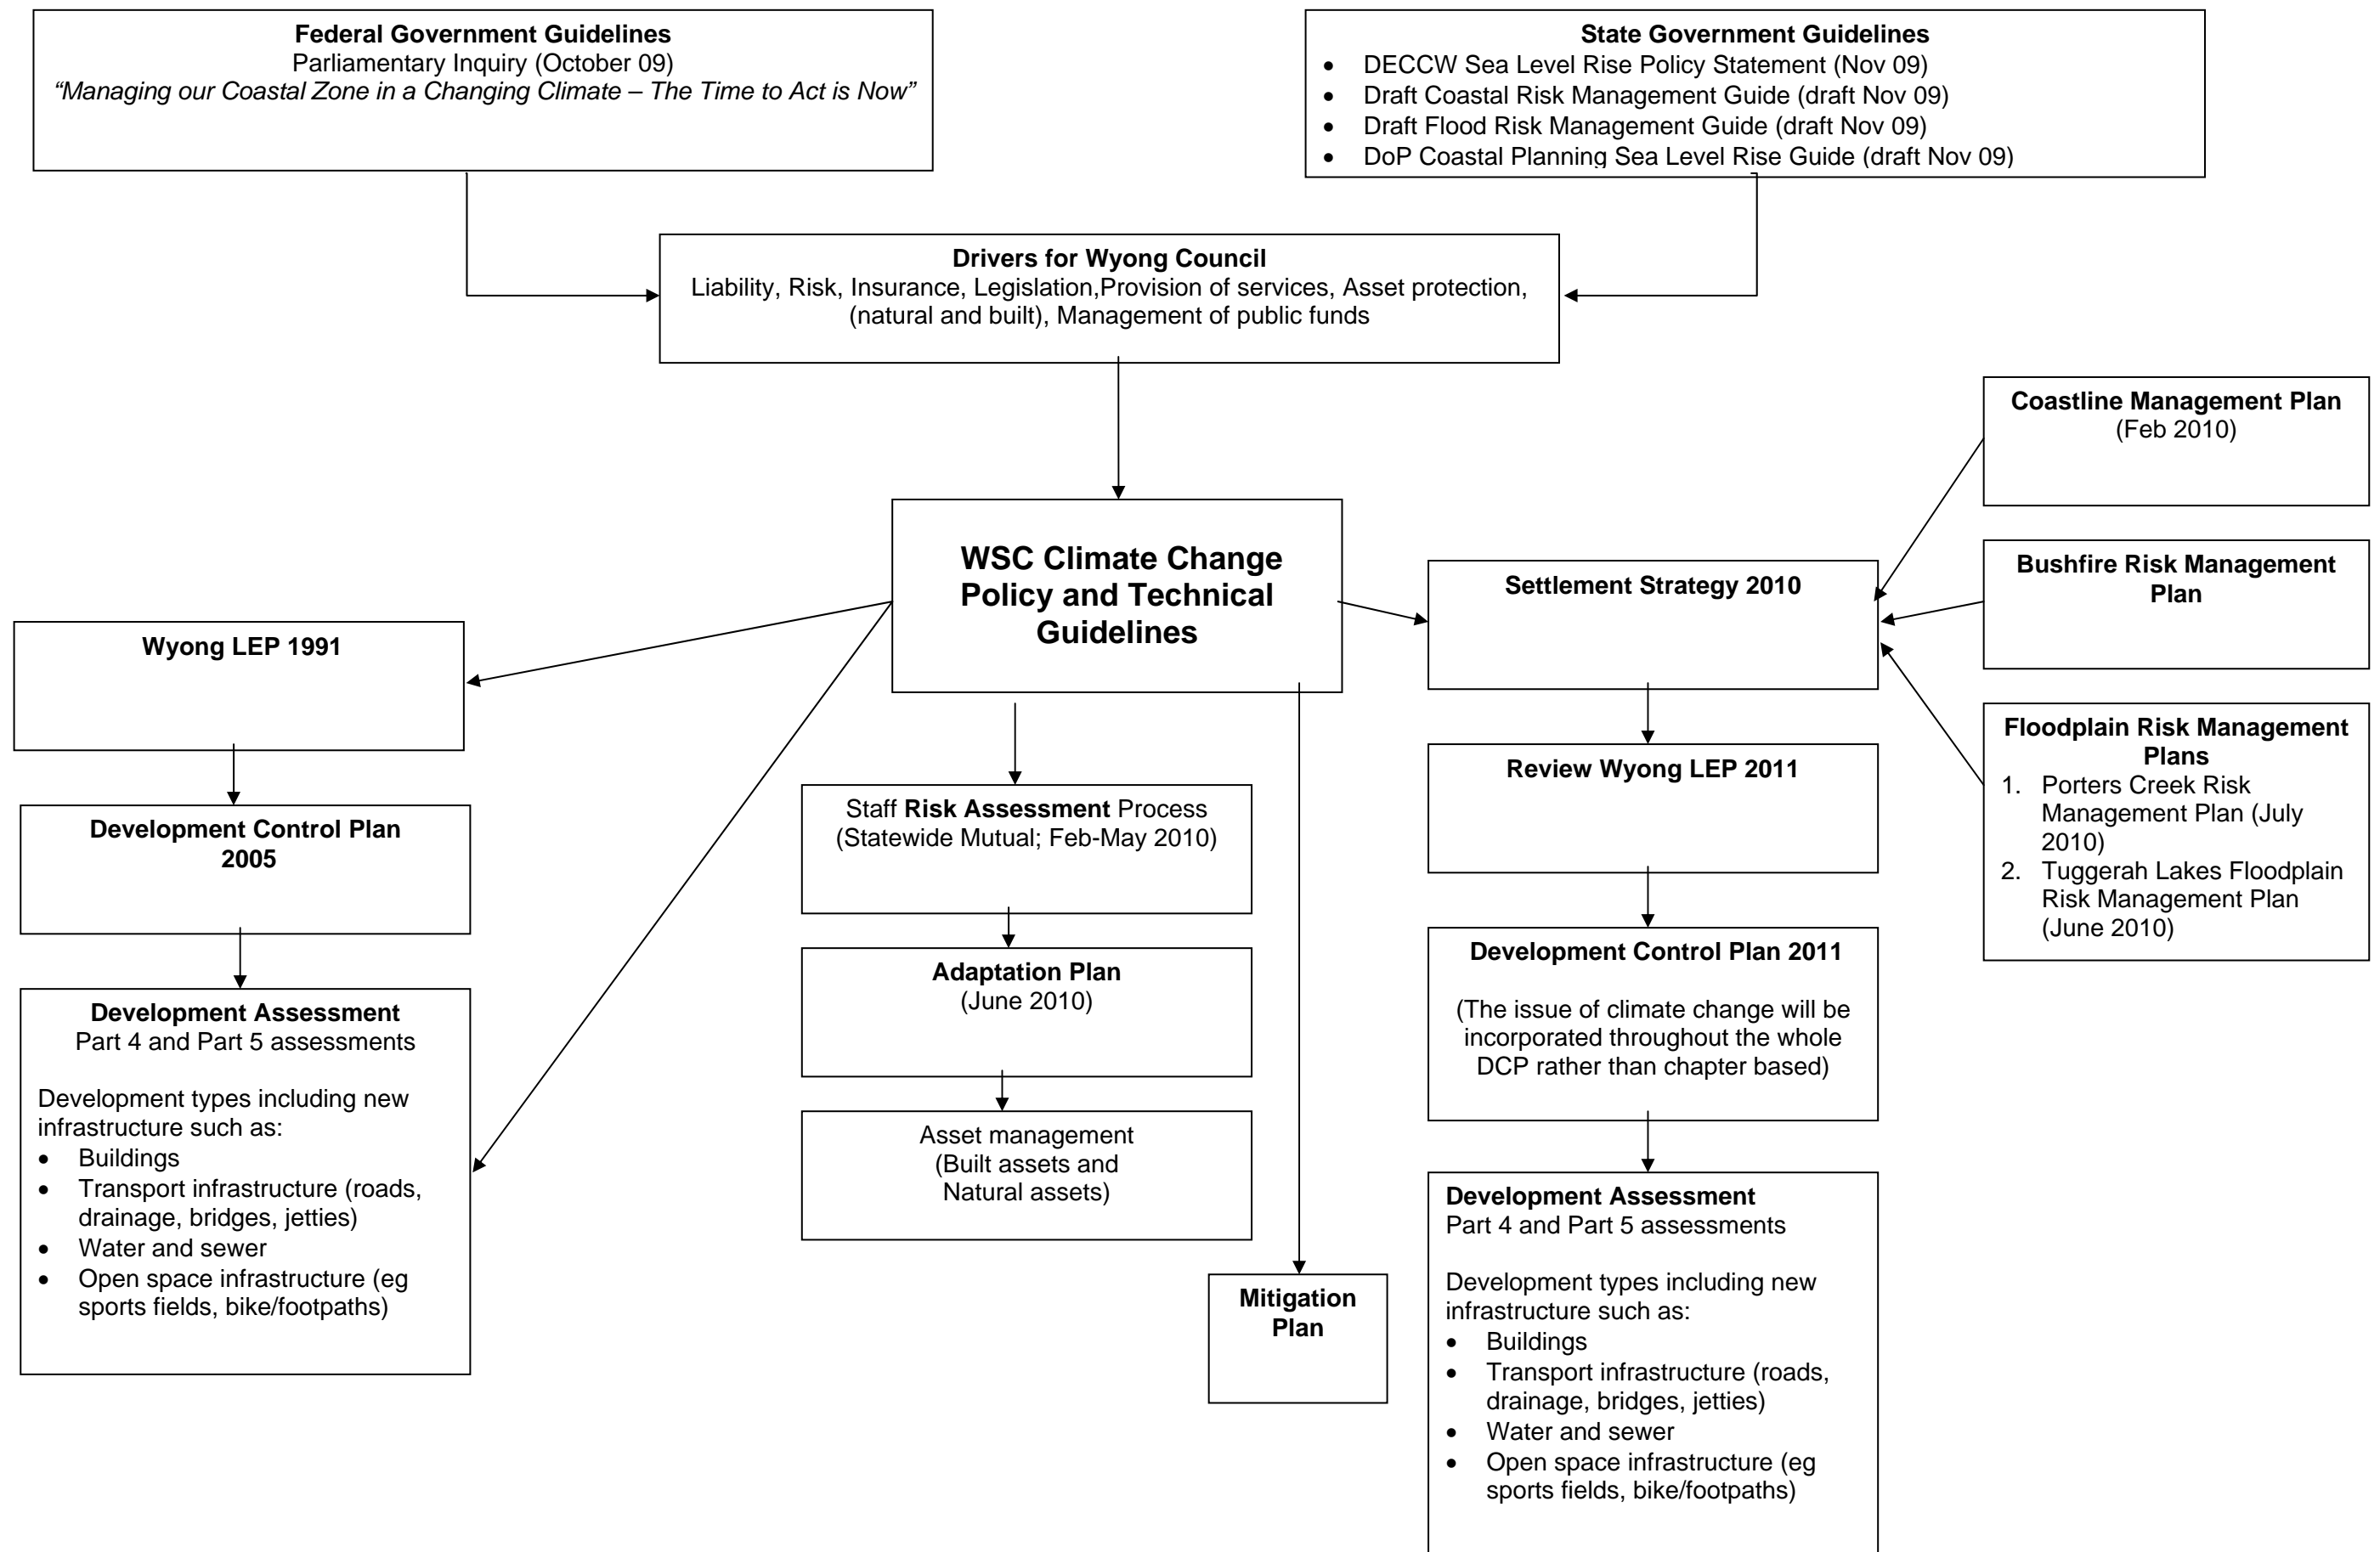 Federal Government Guidelines
Parliamentary Inquiry (October 09)
“Managing our Coastal Zone in a Changing Climate – The Time to Act is Now”
State Government Guidelines
• DECCW Sea Level Rise Policy Statement (Nov 09)
• Draft Coastal Risk Management Guide (draft Nov 09)
• Draft Flood Risk Management Guide (draft Nov 09)
• DoP Coastal Planning Sea Level Rise Guide (draft Nov 09)
Drivers for Wyong Council
Liability, Risk, Insurance, Legislation,Provision of services, Asset protection,
(natural and built), Management of public funds
WSC Climate Change
Policy and Technical
Guidelines
Coastline Management Plan
(Feb 2010)
Bushfire Risk Management
Plan
Floodplain Risk Management
Plans
1. Porters Creek Risk
Management Plan (July
2010)
2. Tuggerah Lakes Floodplain
Risk Management Plan
(June 2010)
Wyong LEP 1991
Development Control Plan
2005
Development Assessment
Part 4 and Part 5 assessments
Development types including new
infrastructure such as:
• Buildings
• Transport infrastructure (roads,
drainage, bridges, jetties)
• Water and sewer
• Open space infrastructure (eg
sports fields, bike/footpaths)
Staff Risk Assessment Process
(Statewide Mutual; Feb-May 2010)
Adaptation Plan
(June 2010)
Asset management
(Built assets and
Natural assets)
Mitigation
Plan
Settlement Strategy 2010
Review Wyong LEP 2011
Development Control Plan 2011
(The issue of climate change will be
incorporated throughout the whole
DCP rather than chapter based)
Development Assessment
Part 4 and Part 5 assessments
Development types including new
infrastructure such as:
• Buildings
• Transport infrastructure (roads,
drainage, bridges, jetties)
• Water and sewer
• Open space infrastructure (eg
sports fields, bike/footpaths)